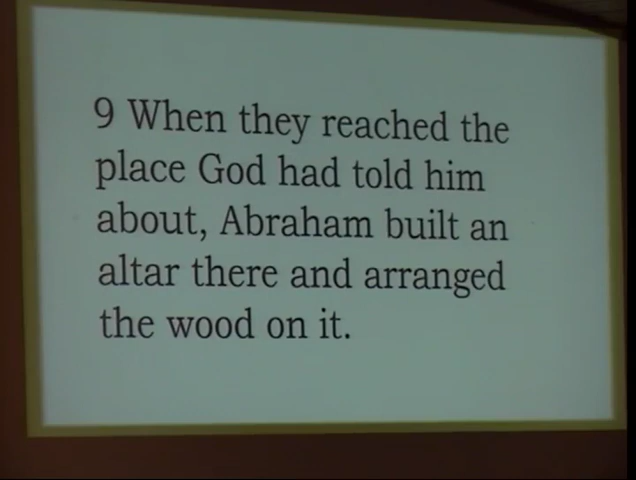 9 When they reached the
place God had told him
about, Abraham built an
altar there and arranged
the wood on it.